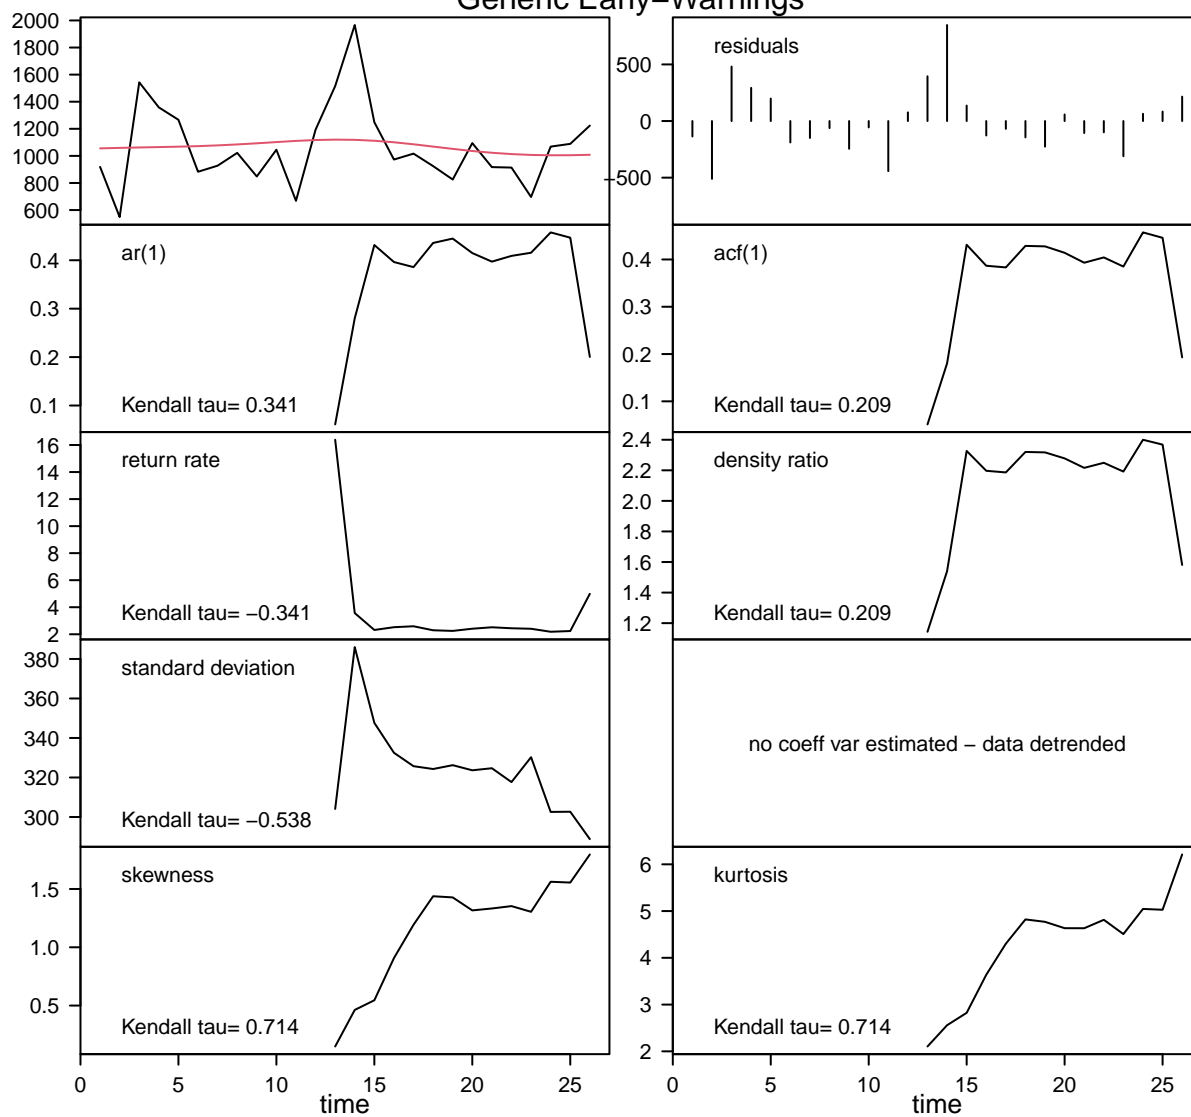 Generic Early−Warnings
2000
1800
1600
1400
1200
1000
800
600
residuals
500
0
−500
ar(1)
0.4
0.3
0.2
0.1
Kendall tau= 0.341
acf(1)
0.4
0.3
0.2
0.1
Kendall tau= 0.209
return rate
16
14
12
10
8
6
4
2
Kendall tau= −0.341
density ratio
2.4
2.2
2.0
1.8
1.6
1.4
1.2
Kendall tau= 0.209
standard deviation
380
360
340
320
300
Kendall tau= −0.538
no coeff var estimated − data detrended
skewness
1.5
1.0
0.5
Kendall tau= 0.714
0 5 10 15 20 25
time
kurtosis
6
5
4
3
2
Kendall tau= 0.714
0 5 10 15 20 25
time